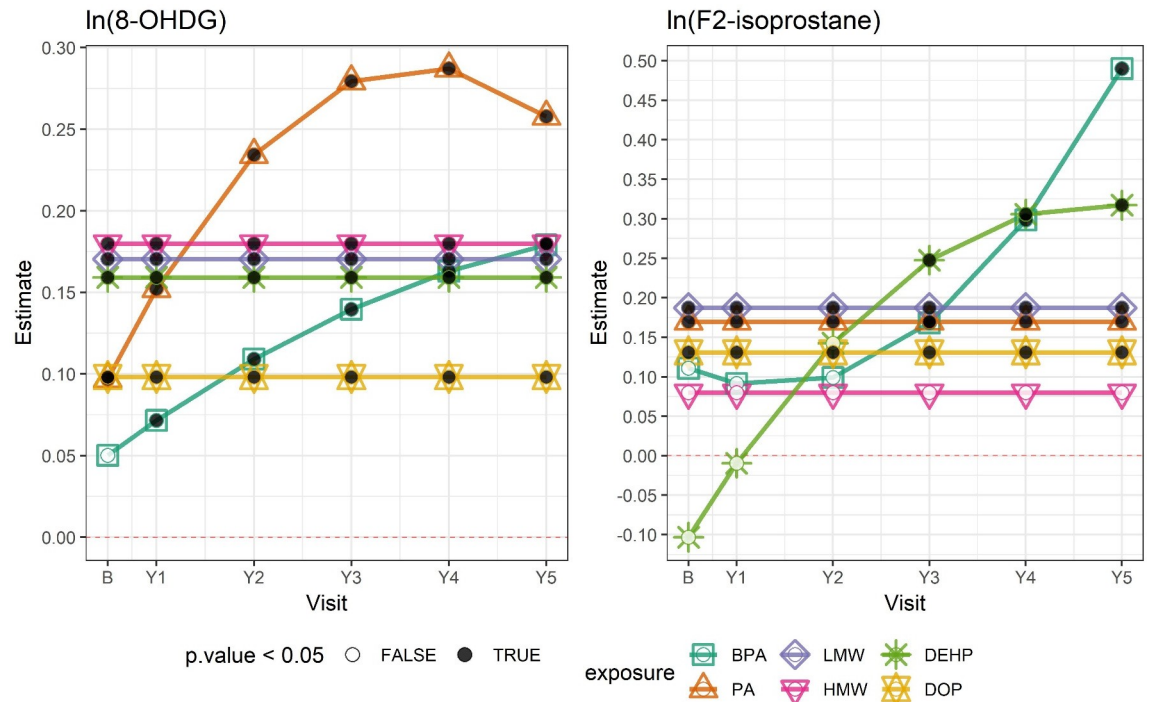 ln(8-OHDG)
0.30
0.25
0.20
0.15
0.10
0.05
0.00
Estimate
B Y1 Y2 Y3 Y4 Y5
Visit
ln(F2-isoprostane)
0.50
0.45
0.40
0.35
0.30
0.25
0.20
0.15
0.10
0.05
0.00
-0.05
-0.10
Estimate
B Y1 Y2 Y3 Y4 Y5
Visit
p.value < 0.05 FALSE TRUE
exposure
BPA LMW DEHP
PA HMW DOP